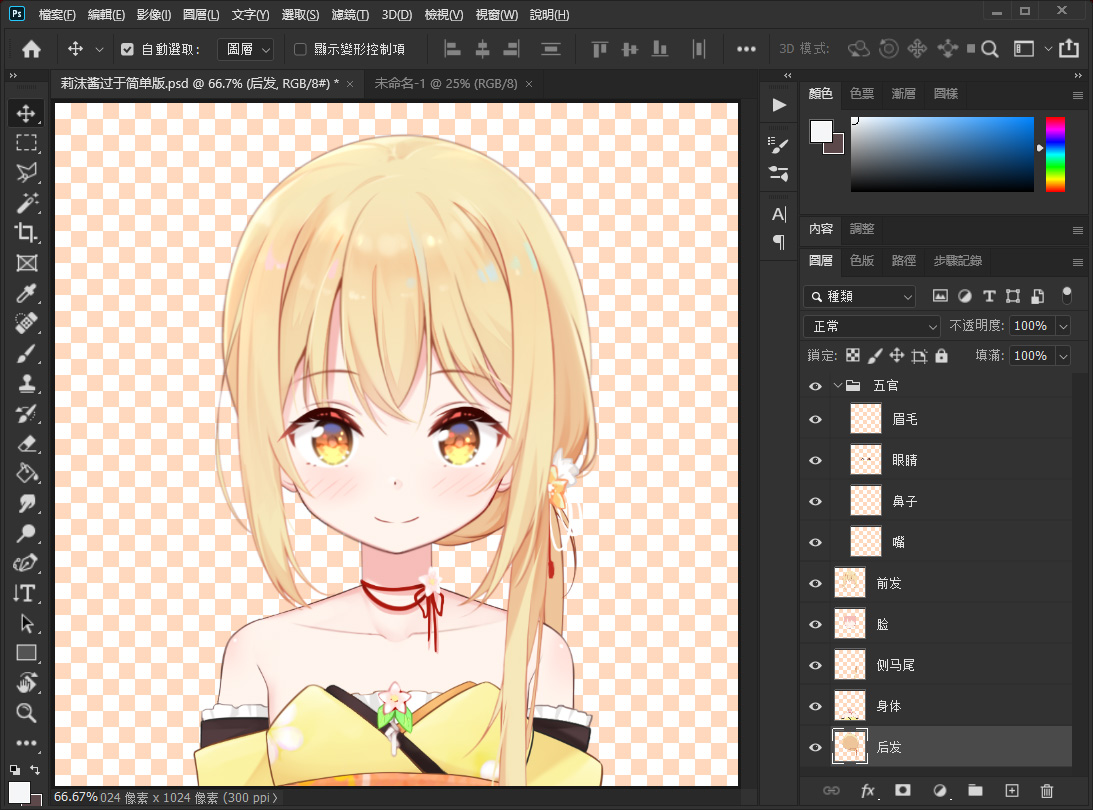 Ps 檔案(F) 編輯(E) 影像(I) 圖層(L) 文字(Y) 選取(S) 濾鏡(T) 3D(D) 檢視(V) 視窗(W) 說明(H)
自動選取： 圖層 顯示變形控制項 3D 模式:
莉沫酱过于简单版.psd @ 66.7% (后发, RGB/8#) * × 未命名-1 @ 25% (RGB/8) ×
顏色 色票 漸層 圖樣
內容 調整
圖層 色版 路徑 步驟記錄
種類
正常 不透明度: 100%
鎖定: 填滿: 100%
五官
眉毛
眼睛
鼻子
嘴
前发
脸
侧马尾
身体
后发
fx
66.67% 024 像素 x 1024 像素 (300 ppi)